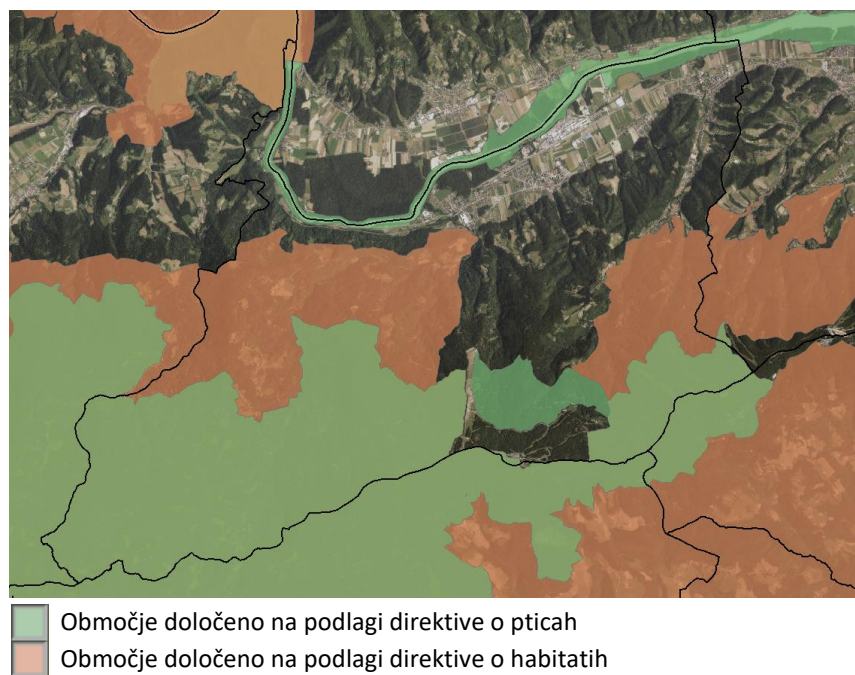 Območje določeno na podlagi direktive o pticah
Območje določeno na podlagi direktive o habitatih